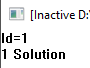 [Inactive D:\
Id=1
1 Solution